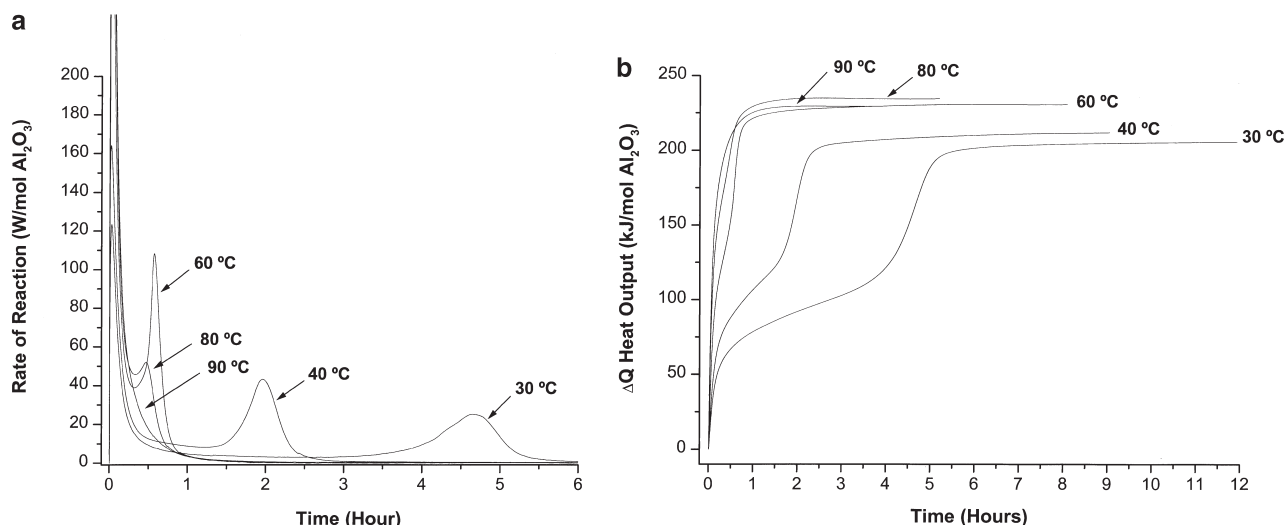 a
200
180
160
140
120
100
80
60
40
20
0
Rate of Reaction (W/mol Al₂O₃)
60 ºC
80 ºC
90 ºC
40 ºC
30 ºC
0 1 2 3 4 5 6
Time (Hour)
b
250
200
150
100
50
0
ΔQ Heat Output (kJ/mol Al₂O₃)
90 ºC
80 ºC
60 ºC
40 ºC
30 ºC
0 1 2 3 4 5 6 7 8 9 10 11 12
Time (Hours)